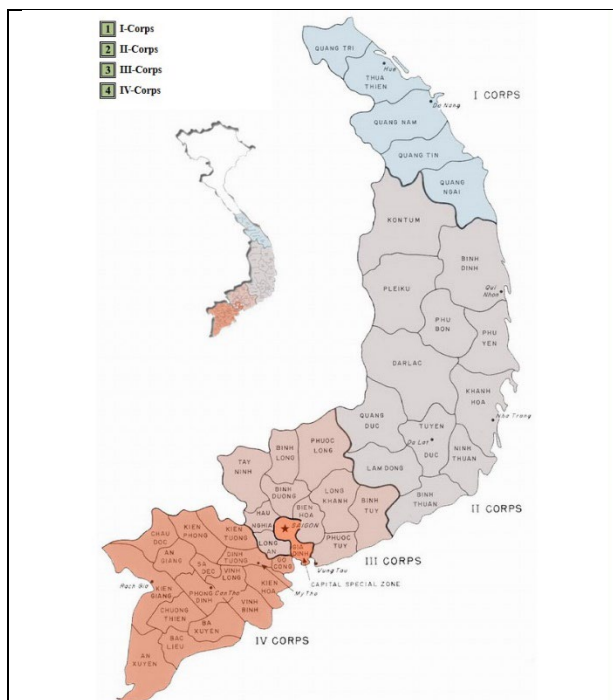 1 I-Corps
2 II-Corps
3 III-Corps
4 IV-Corps
QUANG TRI
Hue
THUA
THIEN
I CORPS
Da Nang
QUANG NAM
QUANG TIN
QUANG
NGAI
KONTUM
BINH
DINH
PLEIKU
Qui
Nhon
PHU
BON
PHU
YEN
DARLAC
KHANH
HOA
Nha Trang
QUANG
DUC
TUYEN
DUC
Da Lat
NINH
THUAN
LAM DONG
BINH
THUAN
II CORPS
PHUOC
LONG
BINH
LONG
TAY
NINH
BINH
DUONG
LONG
KHANH
BINH
TUY
BIEN
HOA
HAU
NGHIA
SAIGON
LONG
AN
GIA
DINH
PHUOC
TUY
III CORPS
Vung Tau
CAPITAL SPECIAL ZONE
KIEN
PHONG
KIEN
TUONG
CHAU
DOC
AN
GIANG
DINH
TUONG
GO
CONG
SA
DEC
VINH
LONG
My Tho
Rach Gia
KIEN
GIANG
PHONG
DINH
Can Tho
KIEN
HOA
CHUONG
THIEN
VINH
BINH
BA
XUYEN
IV CORPS
BAC
LIEU
AN
XUYEN